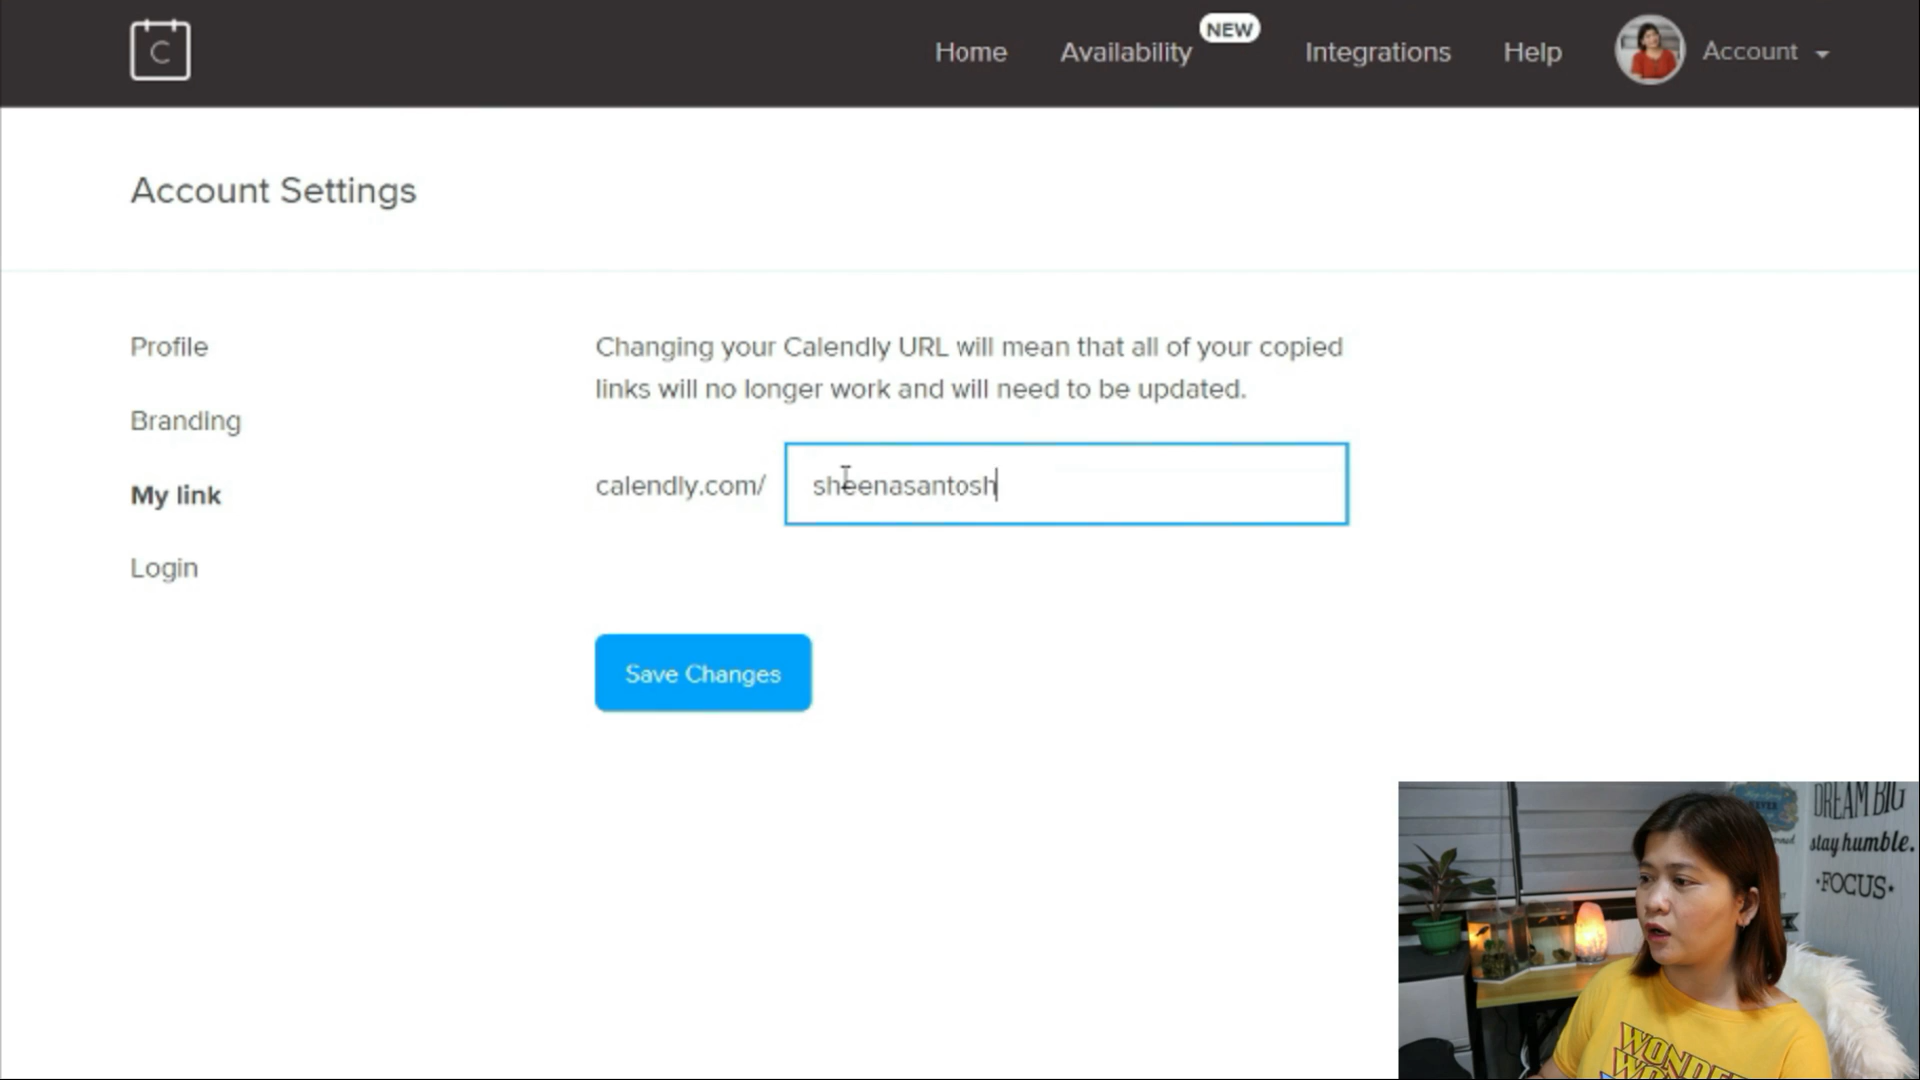 C
Home
Availability
NEW
Integrations
Help
Account
Account Settings
Profile
Branding
My link
Login
Changing your Calendly URL will mean that all of your copied
links will no longer work and will need to be updated.
calendly.com/
sheenasantosh
Save Changes
NEVER
DREAM BIG
stay humble.
•FOCUS•
WONDER
WO